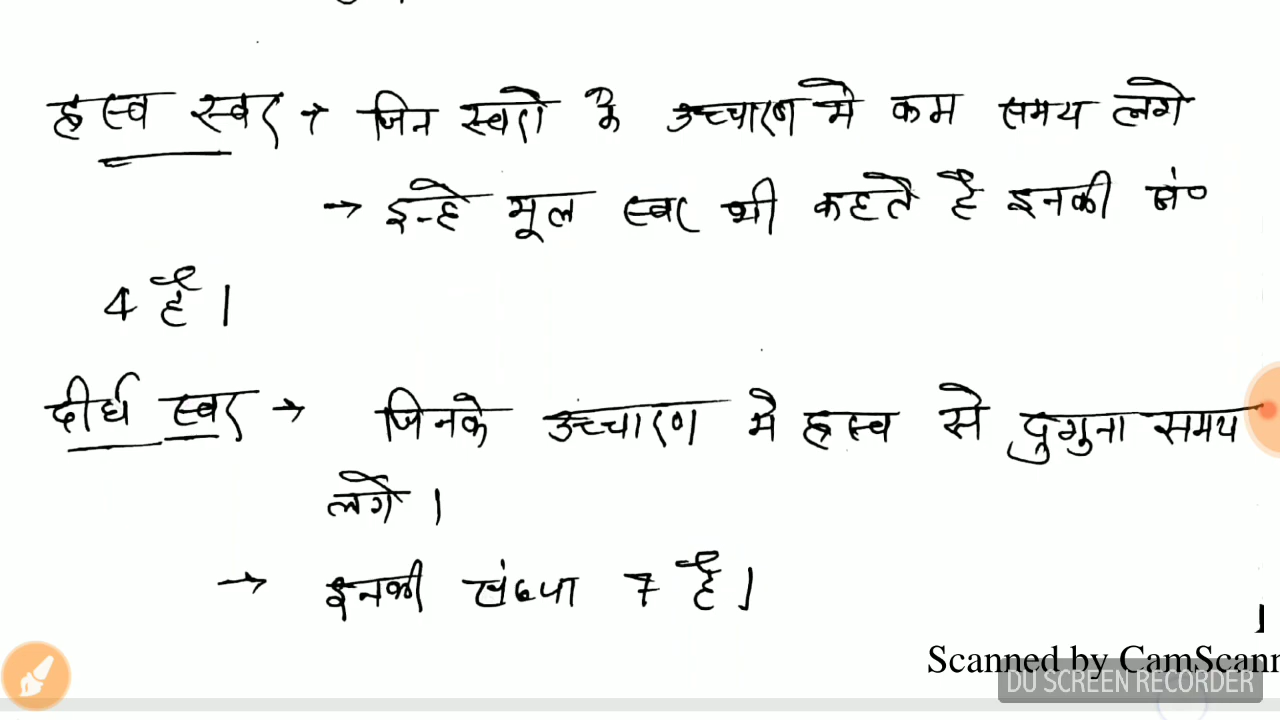 ह्रस्व स्वर → जिन स्वरो के उच्चारण मे कम समय लगे
→ इन्हे मूल स्वर भी कहते है इनकी सं०
4 है।
दीर्घ स्वर → जिनके उच्चारण मे ह्रस्व से दुगुना समय
लगे।
→ इनकी संख्या 7 है।
Scanned by CamScann
DU SCREEN RECORDER